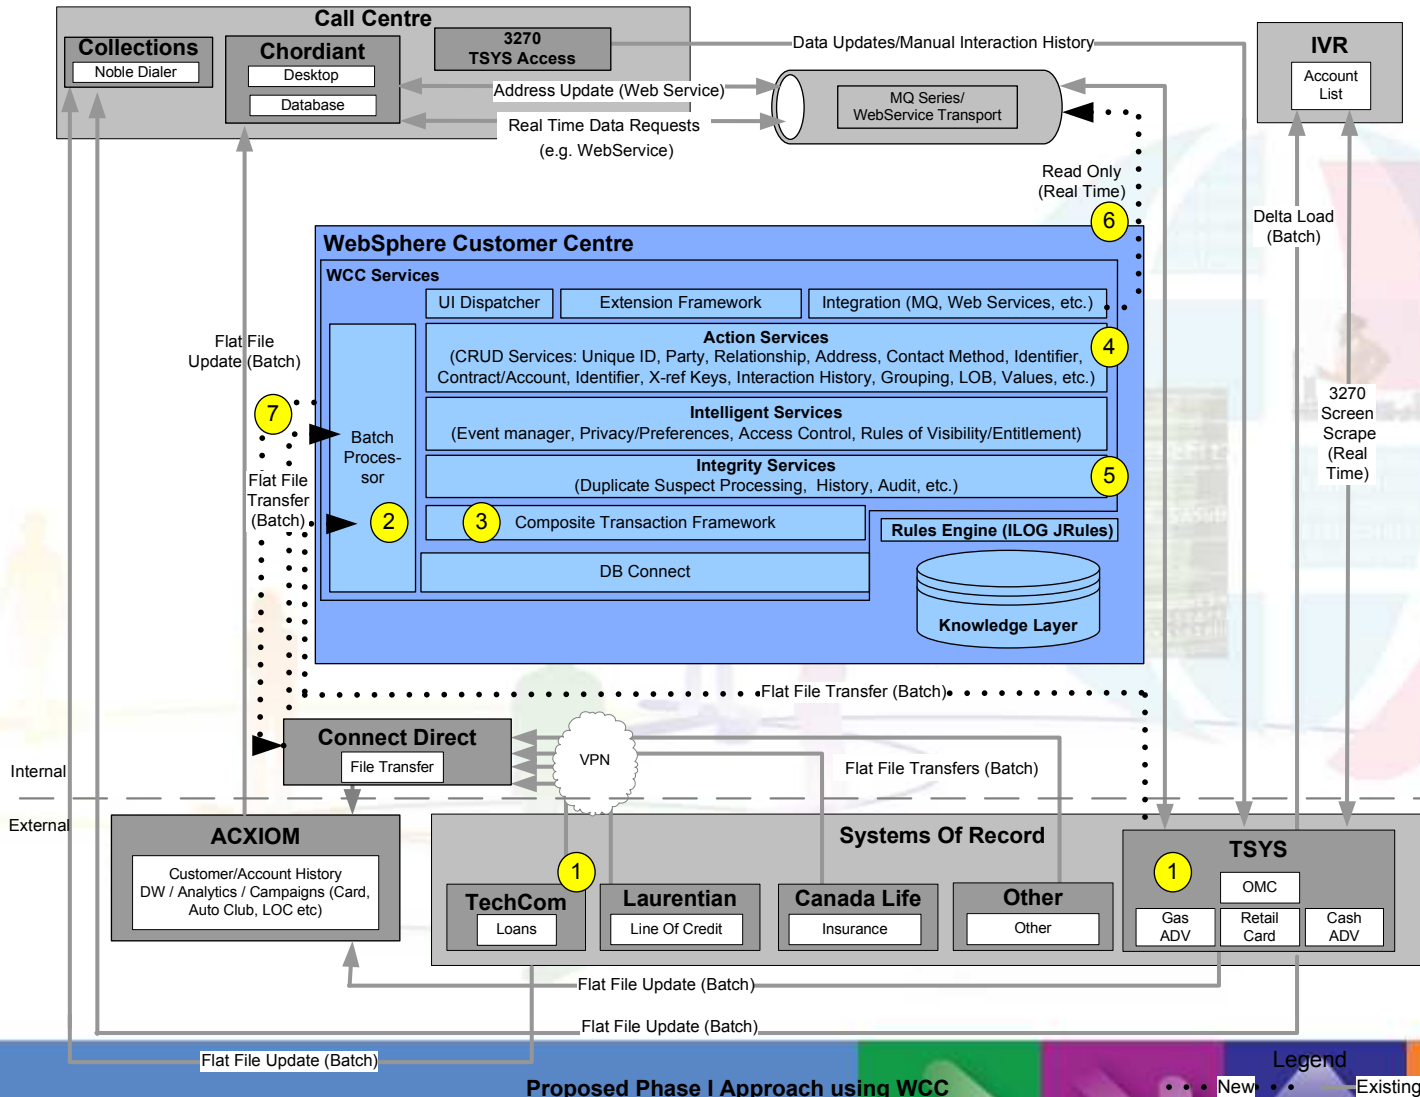 Call Centre
Collections
Noble Dialer
Chordiant
Desktop
Database
3270
TSYS Access
Data Updates/Manual Interaction History
Address Update (Web Service)
Real Time Data Requests
(e.g. WebService)
MQ Series/
WebService Transport
IVR
Account
List
Read Only
(Real Time)
6
Delta Load
(Batch)
3270
Screen
Scrape
(Real
Time)
WebSphere Customer Centre
WCC Services
UI Dispatcher
Extension Framework
Integration (MQ, Web Services, etc.)
Action Services
(CRUD Services: Unique ID, Party, Relationship, Address, Contact Method, Identifier,
Contract/Account, Identifier, X-ref Keys, Interaction History, Grouping, LOB, Values, etc.)
4
Intelligent Services
(Event manager, Privacy/Preferences, Access Control, Rules of Visibility/Entitlement)
Integrity Services
(Duplicate Suspect Processing, History, Audit, etc.)
5
Batch
Proces-
sor
2
3
Composite Transaction Framework
DB Connect
Rules Engine (ILOG JRules)
Knowledge Layer
Flat File
Update (Batch)
7
Flat File
Transfer
(Batch)
Flat File Transfer (Batch)
Connect Direct
File Transfer
VPN
Flat File Transfers (Batch)
Internal
External
ACXIOM
Customer/Account History
DW / Analytics / Campaigns (Card,
Auto Club, LOC etc)
Systems Of Record
1
TechCom
Loans
Laurentian
Line Of Credit
Canada Life
Insurance
Other
Other
TSYS
1
OMC
Gas
ADV
Retail
Card
Cash
ADV
Flat File Update (Batch)
Flat File Update (Batch)
Flat File Update (Batch)
Proposed Phase I Approach using WCC
Legend
New
Existing